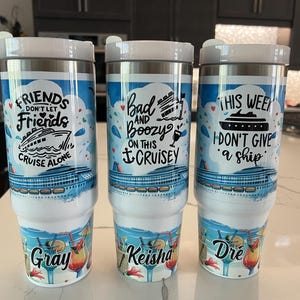 FRIENDS
DON'T LET
Friends
CRUISE ALONE
Gray
Bad
AND
Boozy
ON THIS
CRUISEY
Keisha
THIS WEEK
I DON'T GIVE
a ship
Dré